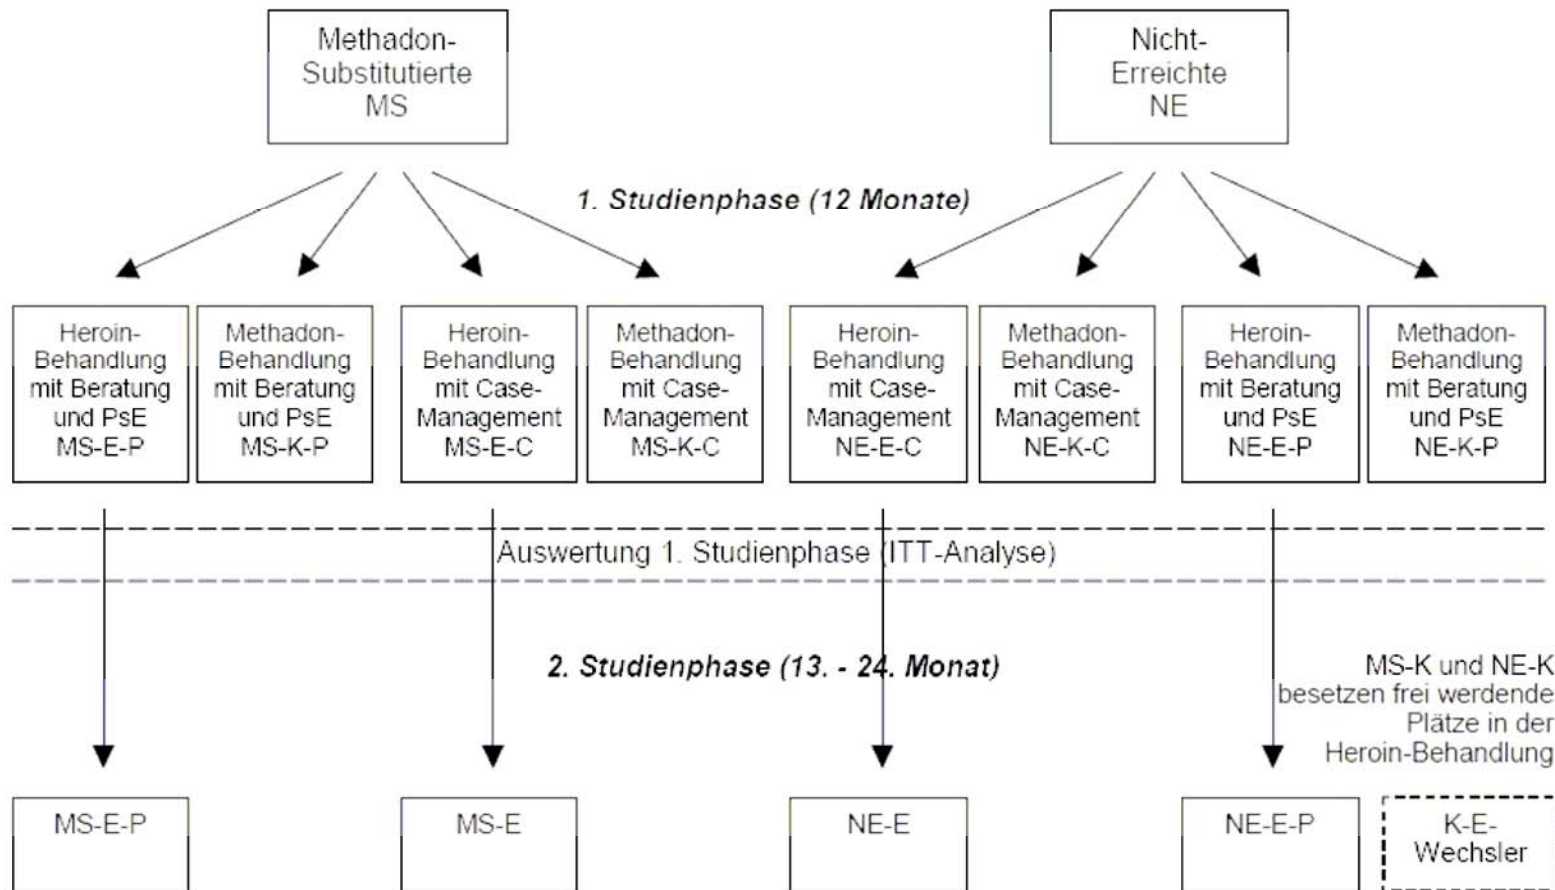 Methadon-
Substitutierte
MS
Nicht-
Erreichte
NE
1. Studienphase (12 Monate)
Heroin-
Behandlung
mit Beratung
und PsE
MS-E-P
Methadon-
Behandlung
mit Beratung
und PsE
MS-K-P
Heroin-
Behandlung
mit Case-
Management
MS-E-C
Methadon-
Behandlung
mit Case-
Management
MS-K-C
Heroin-
Behandlung
mit Case-
Management
NE-E-C
Methadon-
Behandlung
mit Case-
Management
NE-K-C
Heroin-
Behandlung
mit Beratung
und PsE
NE-E-P
Methadon-
Behandlung
mit Beratung
und PsE
NE-K-P
Auswertung 1. Studienphase (ITT-Analyse)
2. Studienphase (13. - 24. Monat)
MS-K und NE-K
besetzen frei werdende
Plätze in der
Heroin-Behandlung
MS-E-P
MS-E
NE-E
NE-E-P
K-E-
Wechsler